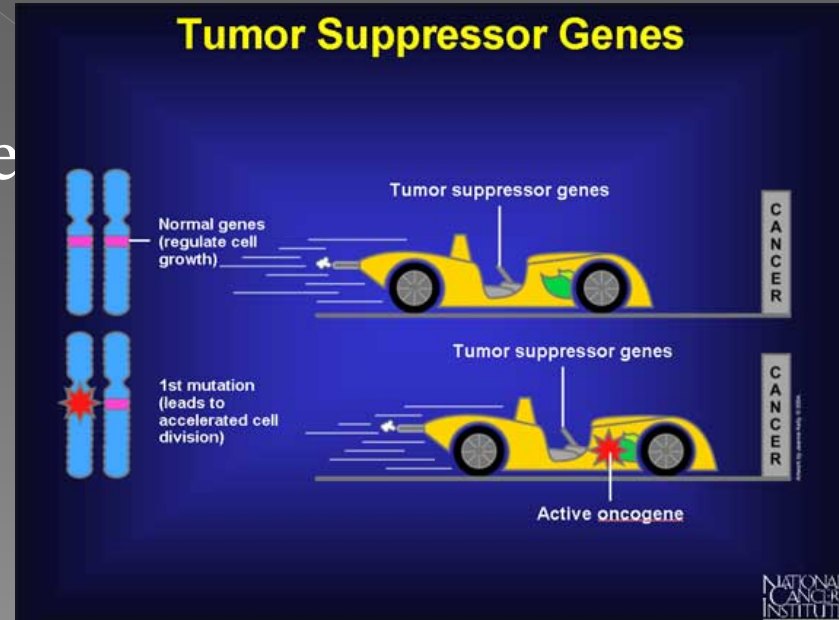 Tumor Suppressor Genes
e
Tumor suppressor genes
Normal genes
(regulate cell
growth)
CANCER
Tumor suppressor genes
1st mutation
(leads to
accelerated cell
division)
CANCER
Active oncogene
NATIONAL
CANCER
INSTITUTE